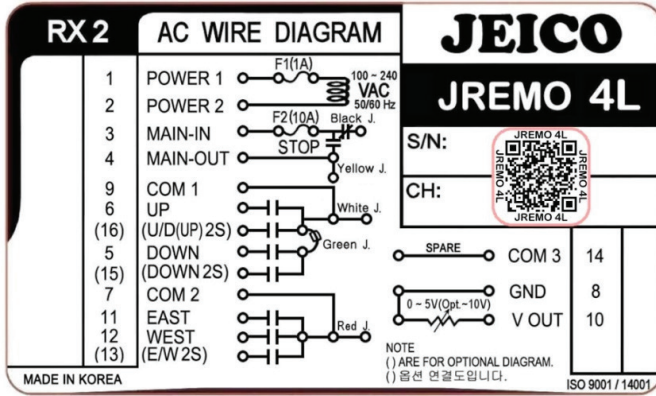 RX 2
AC WIRE DIAGRAM
JEICO
JREMO 4L
S/N:
CH:
JREMO 4L
JREMO 4L
JREMO 4L
JREMO 4L
1 POWER 1 F1(1A) 100 ~ 240
VAC
2 POWER 2 50/60 Hz
3 MAIN-IN F2(10A) Black J.
STOP
4 MAIN-OUT Yellow J.
9 COM 1
6 UP White J.
(16) (U/D(UP)2S)
5 DOWN Green J.
(15) (DOWN 2S)
7 COM 2
11 EAST
12 WEST Red J.
(13) (E/W 2S)
SPARE COM 3 14
GND 8
0 ~ 5V(Opt.~10V)
V OUT 10
NOTE
( ) ARE FOR OPTIONAL DIAGRAM.
( ) 옵션 연결도입니다.
MADE IN KOREA
ISO 9001 / 14001